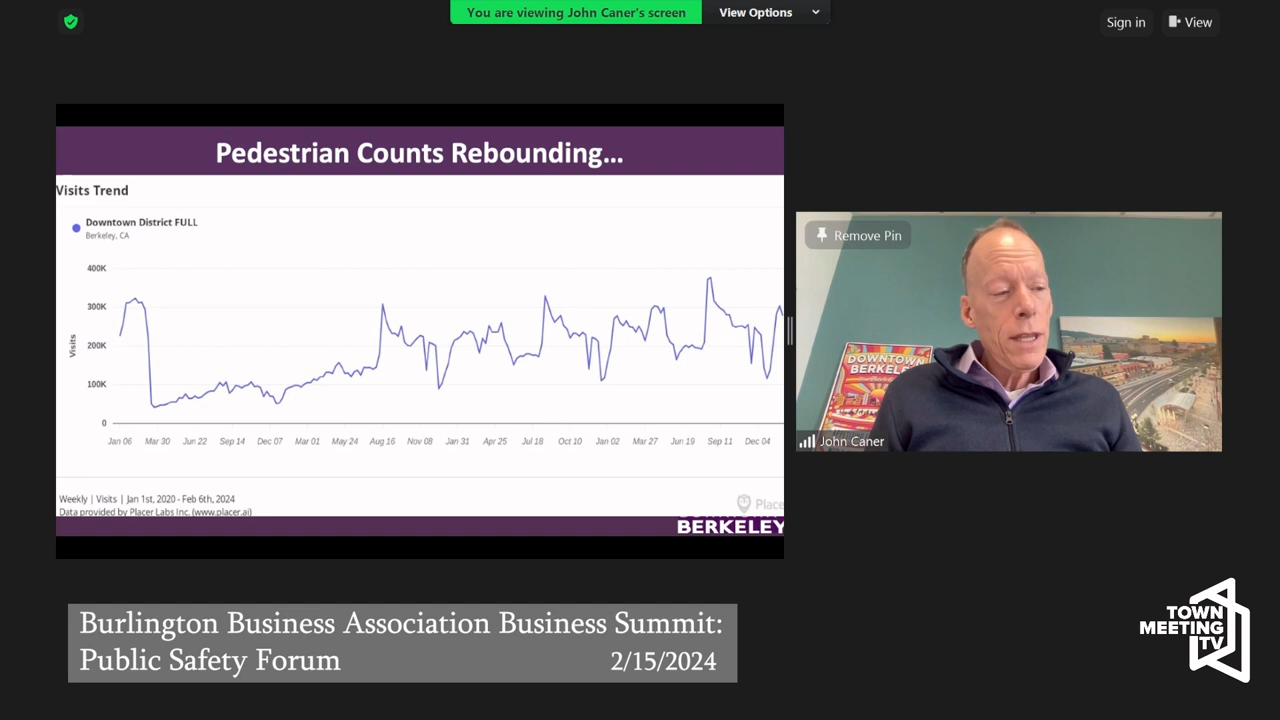 You are viewing John Caner's screen
View Options
Sign in
View
Pedestrian Counts Rebounding...
Visits Trend
Downtown District FULL
Berkeley, CA
400K
300K
200K
100K
0
Visits
Jan 06 Mar 30 Jun 22 Sep 14 Dec 07 Mar 01 May 24 Aug 16 Nov 08 Jan 31 Apr 25 Jul 18 Oct 10 Jan 02 Mar 27 Jun 19 Sep 11 Dec 04
Weekly | Visits | Jan 1st, 2020 - Feb 6th, 2024
Data provided by Placer Labs Inc. (www.placer.ai)
Place
BERKELEY
Remove Pin
DOWNTOWN
BERKELEY
John Caner
Burlington Business Association Business Summit:
Public Safety Forum 2/15/2024
TOWN
MEETING
TV